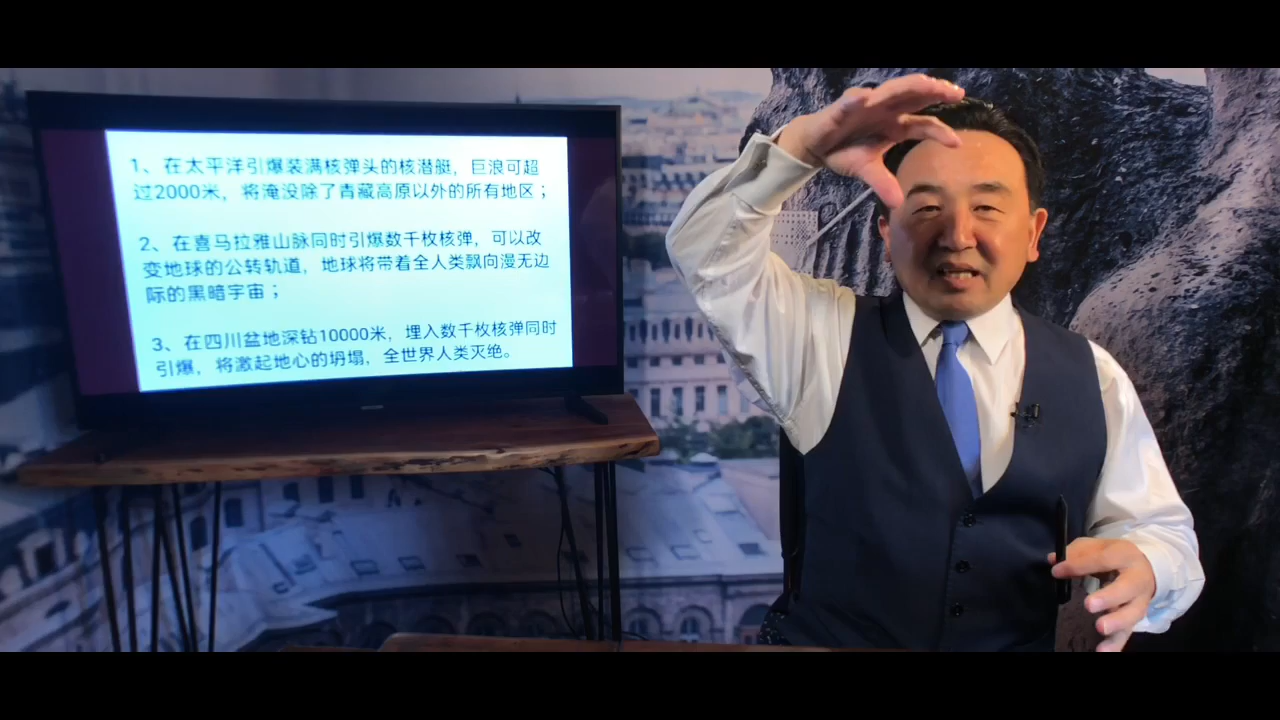 1、在太平洋引爆装满核弹头的核潜艇，巨浪可超
过2000米，将淹没除了青藏高原以外的所有地区；
2、在喜马拉雅山脉同时引爆数千枚核弹，可以改
变地球的公转轨道，地球将带着全人类飘向漫无边
际的黑暗宇宙；
3、在四川盆地深钻10000米，埋入数千枚核弹同时
引爆，将激起地心的坍塌，全世界人类灭绝。